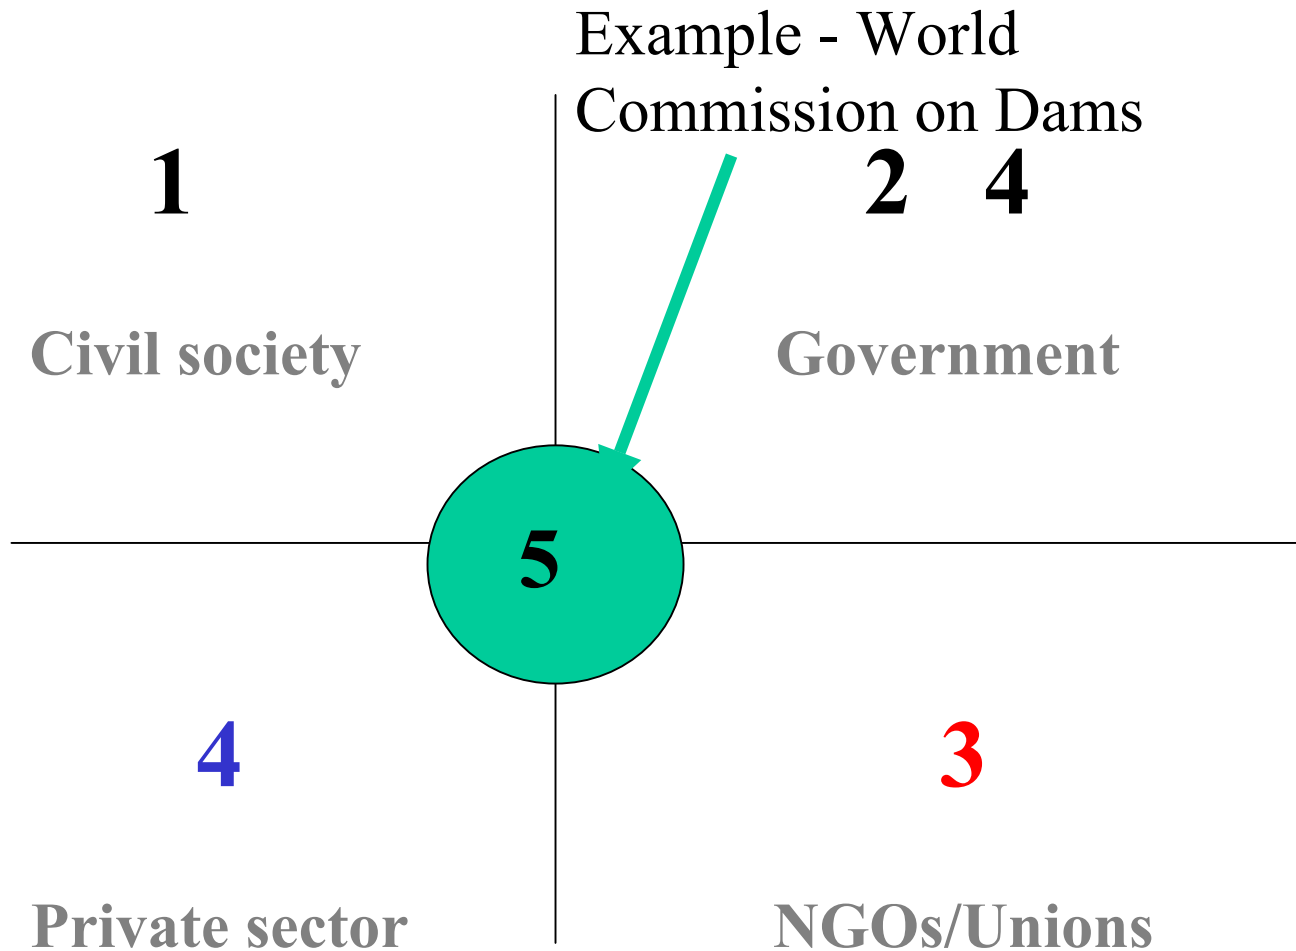 Example - World
Commission on Dams
1
2 4
Civil society
Government
5
4
3
Private sector
NGOs/Unions